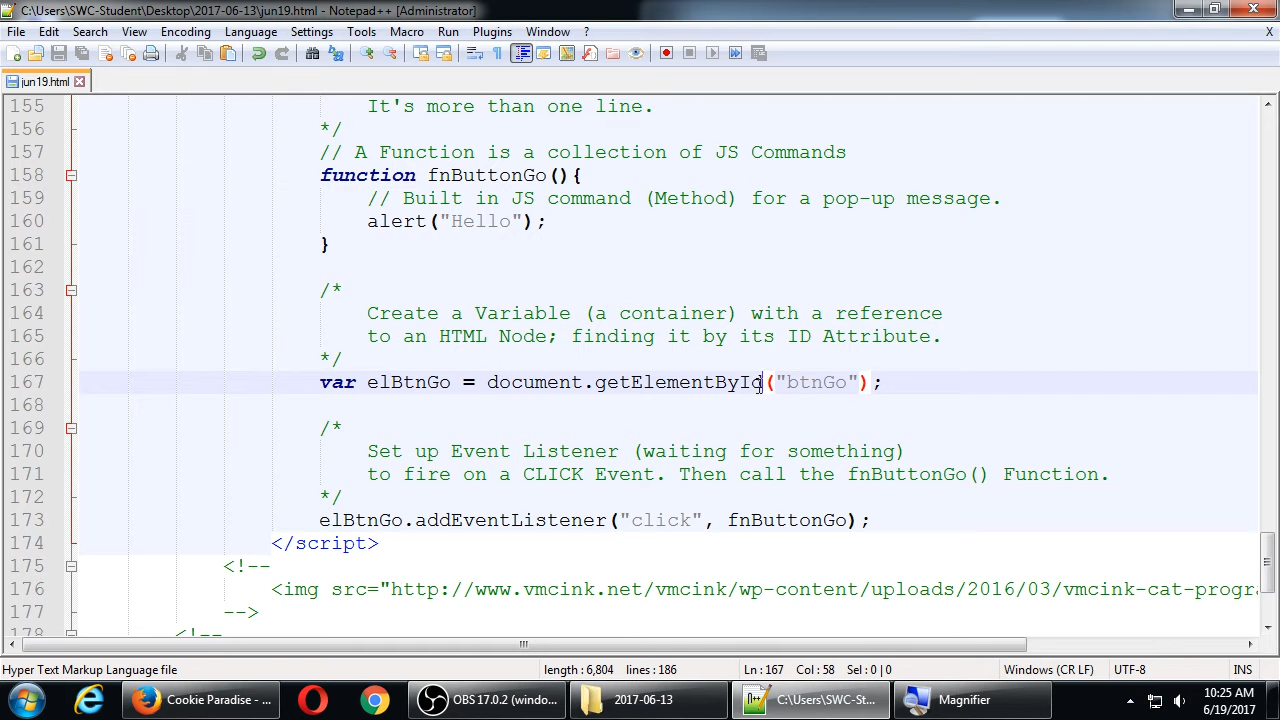 C:\Users\SWC-Student\Desktop\2017-06-13\jun19.html - Notepad++ [Administrator]
File Edit Search View Encoding Language Settings Tools Macro Run Plugins Window ? X
jun19.html
155 It's more than one line.
156 */
157 // A Function is a collection of JS Commands
158 function fnButtonGo(){
159 // Built in JS command (Method) for a pop-up message.
160 alert("Hello");
161 }
162
163 /*
164 Create a Variable (a container) with a reference
165 to an HTML Node; finding it by its ID Attribute.
166 */
167 var elBtnGo = document.getElementById("btnGo");
168
169 /*
170 Set up Event Listener (waiting for something)
171 to fire on a CLICK Event. Then call the fnButtonGo() Function.
172 */
173 elBtnGo.addEventListener("click", fnButtonGo);
174 </script>
175 <!--
176 <img src="http://www.vmcink.net/vmcink/wp-content/uploads/2016/03/vmcink-cat-progra
177 -->
178 <!--
Hyper Text Markup Language file length : 6,804 lines : 186 Ln : 167 Col : 58 Sel : 0 | 0 Windows (CR LF) UTF-8 INS
Cookie Paradise - ... OBS 17.0.2 (windo... 2017-06-13 C:\Users\SWC-St... Magnifier 10:25 AM
6/19/2017